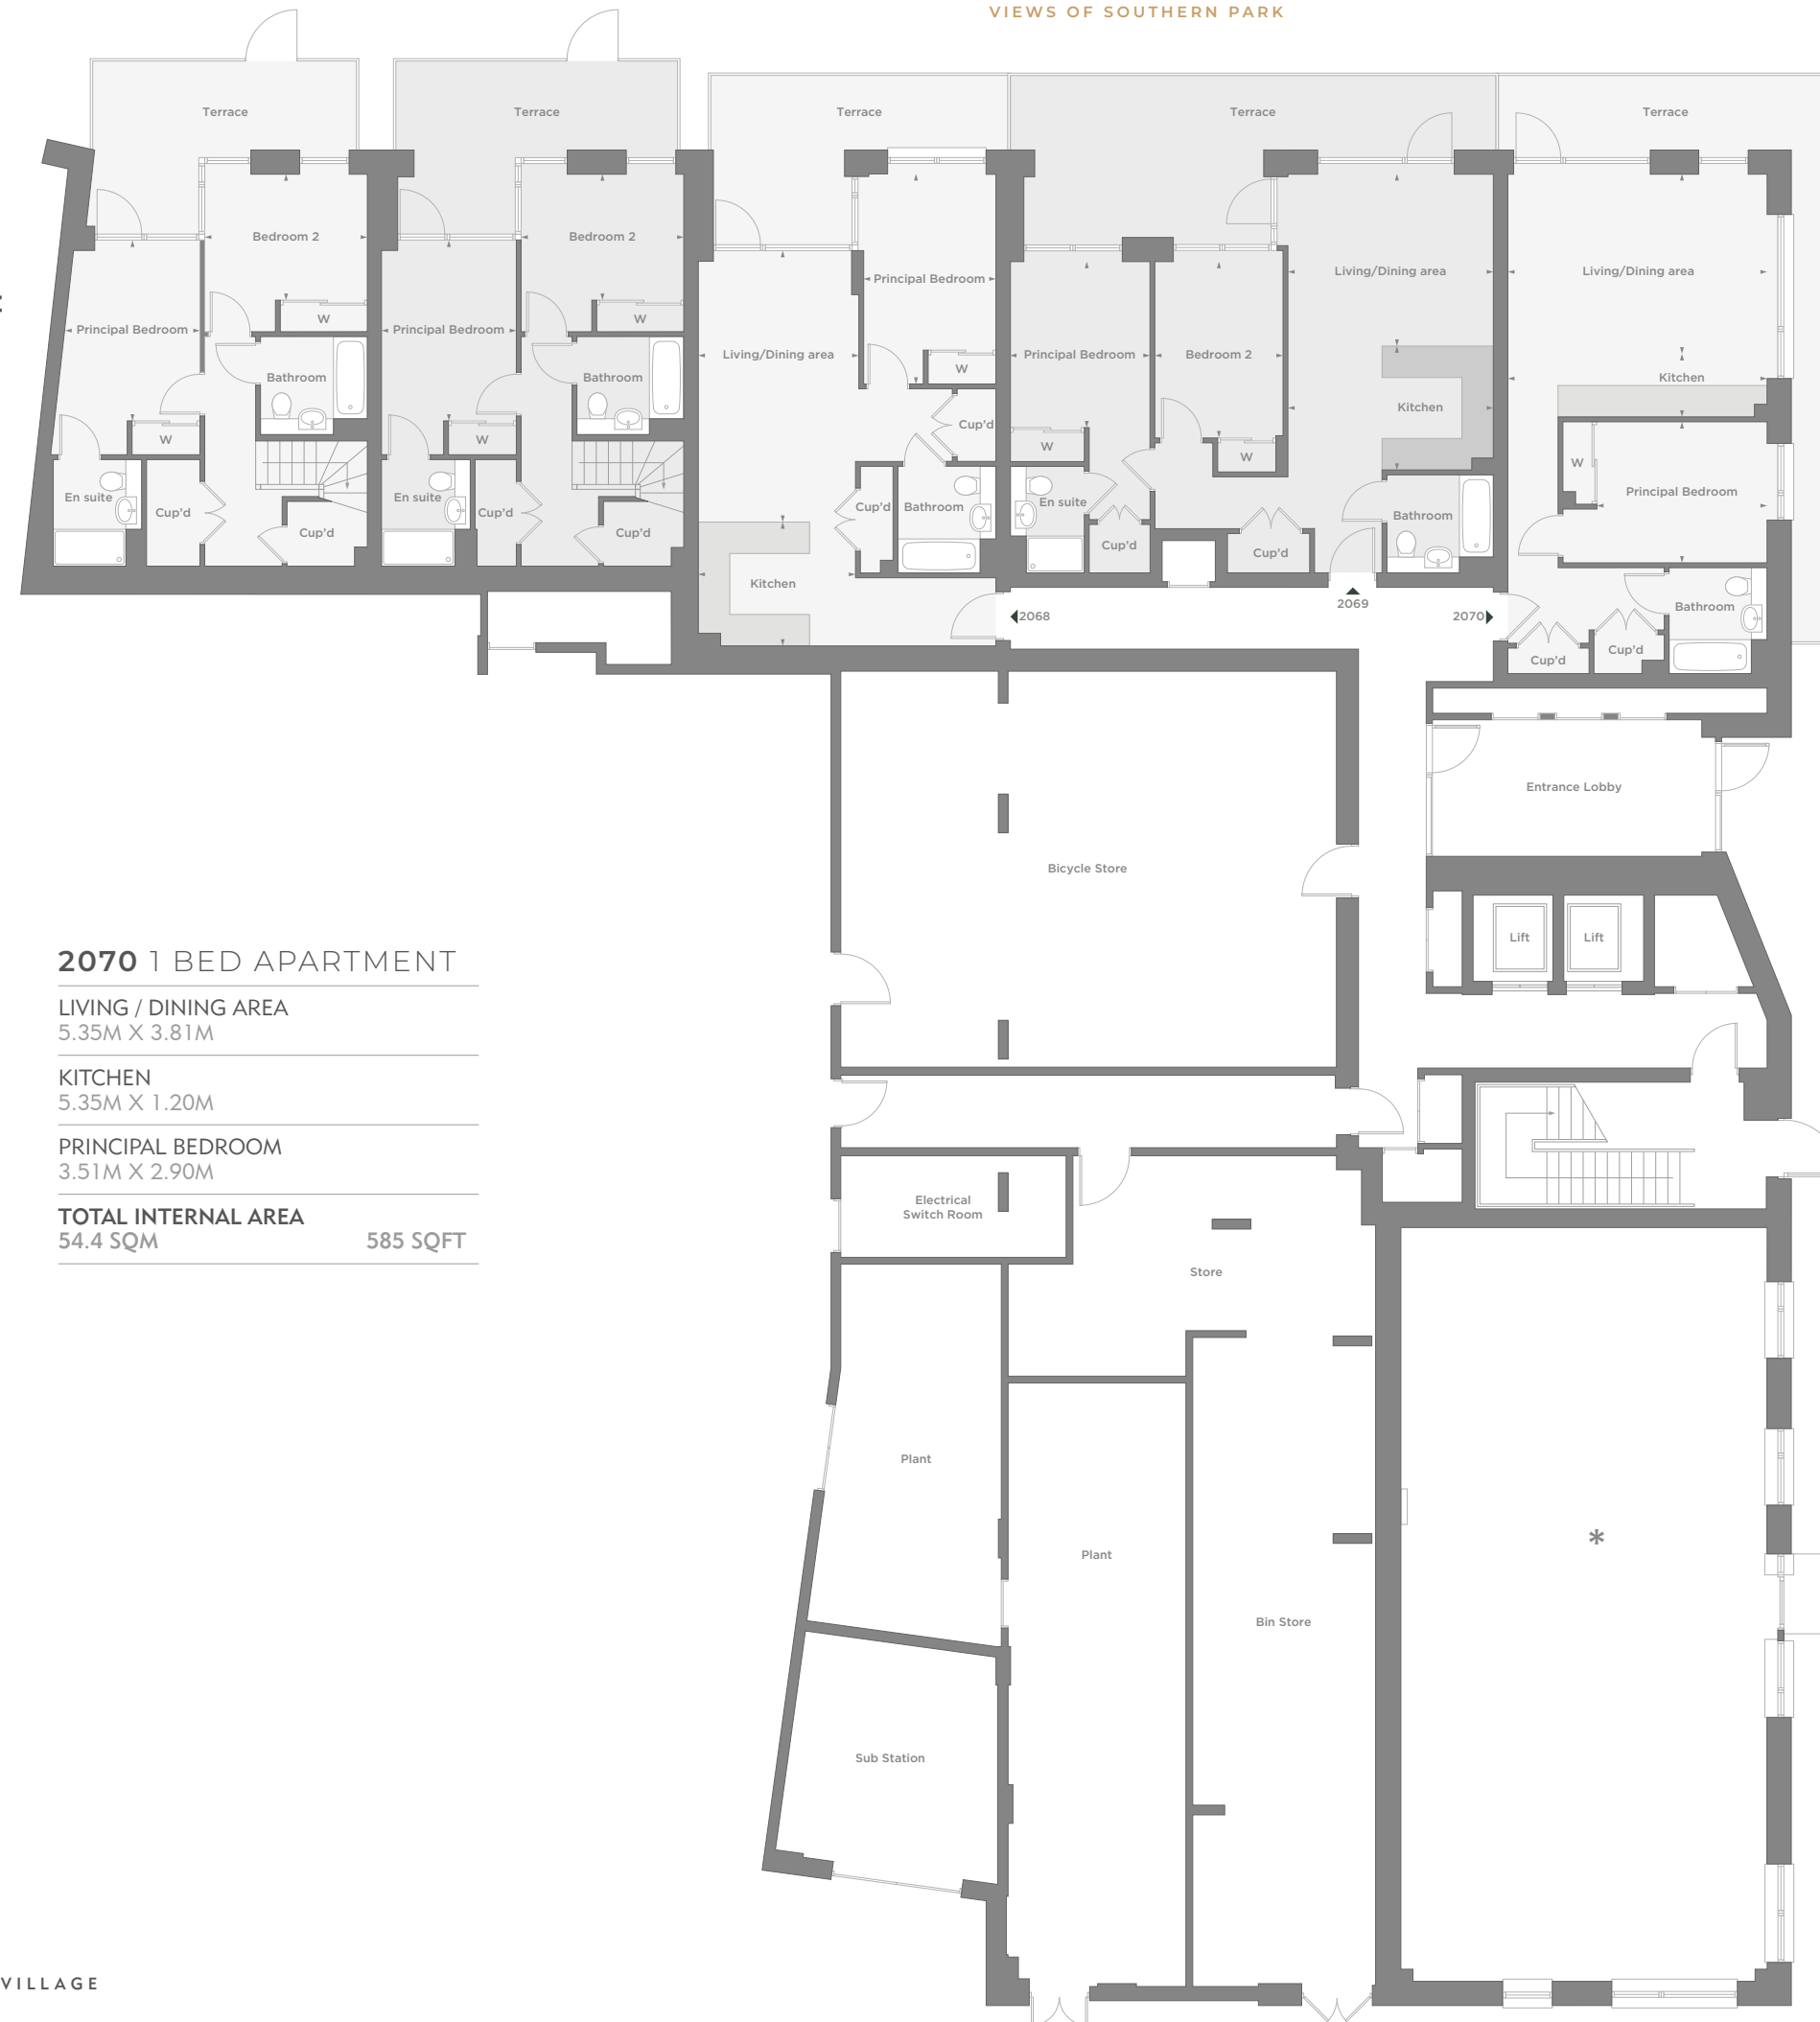 VIEWS OF SOUTHERN PARK
Terrace
Terrace
Terrace
Terrace
Terrace
Bedroom 2
Bedroom 2
Principal Bedroom
Living/Dining area
Living/Dining area
W
W
Principal Bedroom
Principal Bedroom
Living/Dining area
Principal Bedroom
Bedroom 2
W
Bathroom
Bathroom
Kitchen
Kitchen
Cup'd
W
W
W
W
W
En suite
Cup'd
Cup'd
En suite
Cup'd
Cup'd
Cup'd
Bathroom
En suite
Cup'd
Cup'd
Bathroom
Principal Bedroom
Kitchen
2068
2069
2070
Bathroom
Cup'd
Cup'd
Entrance Lobby
Bicycle Store
Lift
Lift
2070 1 BED APARTMENT
LIVING / DINING AREA
5.35M X 3.81M
KITCHEN
5.35M X 1.20M
PRINCIPAL BEDROOM
3.51M X 2.90M
TOTAL INTERNAL AREA
54.4 SQM 585 SQFT
Electrical
Switch Room
Store
Plant
Plant
*
Bin Store
Sub Station
VILLAGE